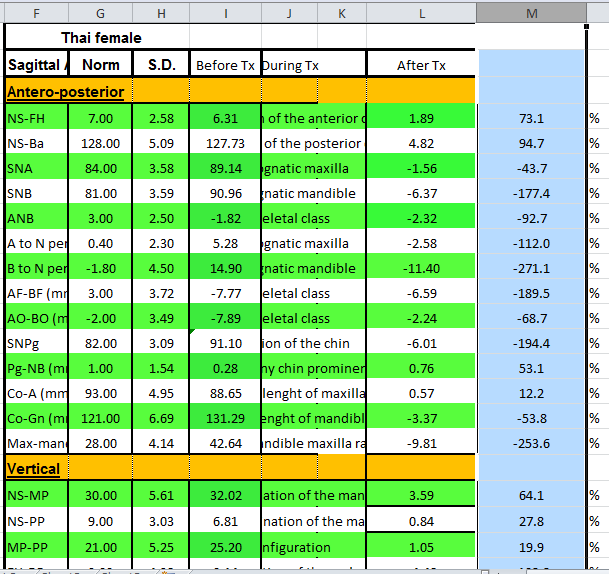 F G H I J K L M
Thai female
Sagittal Norm S.D. Before Tx During Tx After Tx
Antero-posterior
NS-FH 7.00 2.58 6.31 of the anterior 1.89 73.1 %
NS-Ba 128.00 5.09 127.73 of the posterior 4.82 94.7 %
SNA 84.00 3.58 89.14 gnatic maxilla -1.56 -43.7 %
SNB 81.00 3.59 90.96 gnatic mandible -6.37 -177.4 %
ANB 3.00 2.50 -1.82 eletal class -2.32 -92.7 %
A to N per 0.40 2.30 5.28 gnatic maxilla -2.58 -112.0 %
B to N per -1.80 4.50 14.90 gnatic mandible -11.40 -271.1 %
AF-BF (m 3.00 3.72 -7.77 eletal class -6.59 -189.5 %
AO-BO (m -2.00 3.49 -7.89 eletal class -2.24 -68.7 %
SNPg 82.00 3.09 91.10 ion of the chin -6.01 -194.4 %
Pg-NB (m 1.00 1.54 0.28 ny chin prominer 0.76 53.1 %
Co-A (mm 93.00 4.95 88.65 lenght of maxilla 0.57 12.2 %
Co-Gn (m 121.00 6.69 131.29 enght of mandibl -3.37 -53.8 %
Max-man 28.00 4.14 42.64 ndible maxilla ra -9.81 -253.6 %
Vertical
NS-MP 30.00 5.61 32.02 ation of the man 3.59 64.1 %
NS-PP 9.00 3.03 6.81 nation of the ma 0.84 27.8 %
MP-PP 21.00 5.25 25.20 nfiguration 1.05 19.9 %